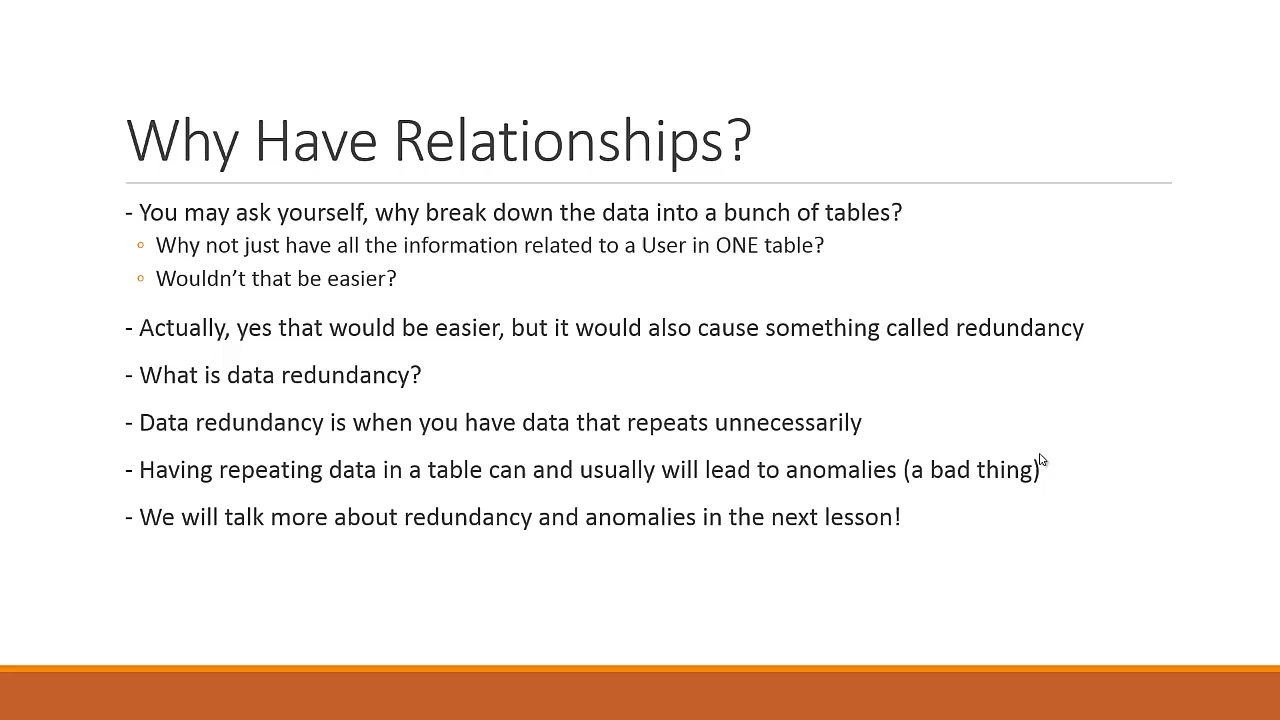 Why Have Relationships?
- You may ask yourself, why break down the data into a bunch of tables?
◦ Why not just have all the information related to a User in ONE table?
◦ Wouldn’t that be easier?
- Actually, yes that would be easier, but it would also cause something called redundancy
- What is data redundancy?
- Data redundancy is when you have data that repeats unnecessarily
- Having repeating data in a table can and usually will lead to anomalies (a bad thing)
- We will talk more about redundancy and anomalies in the next lesson!